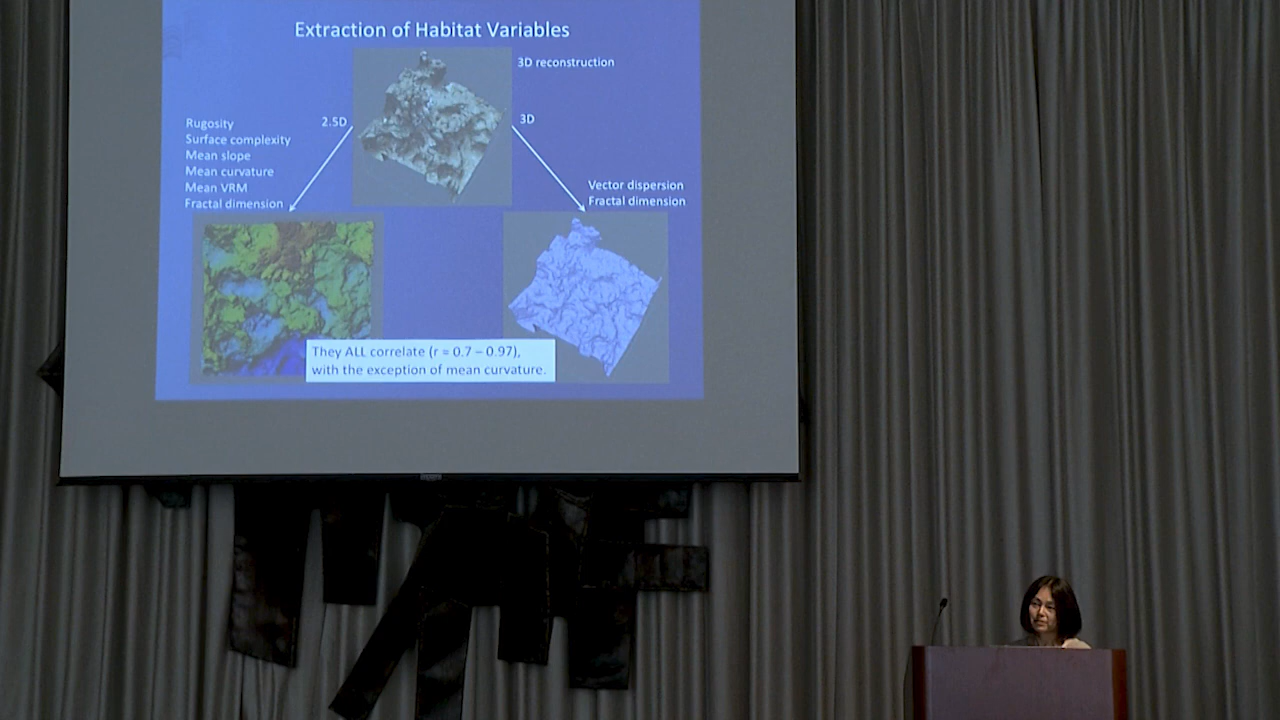 Extraction of Habitat Variables
3D reconstruction
2.5D
3D
Rugosity
Surface complexity
Mean slope
Mean curvature
Mean VRM
Fractal dimension
Vector dispersion
Fractal dimension
They ALL correlate (r = 0.7 – 0.97),
with the exception of mean curvature.